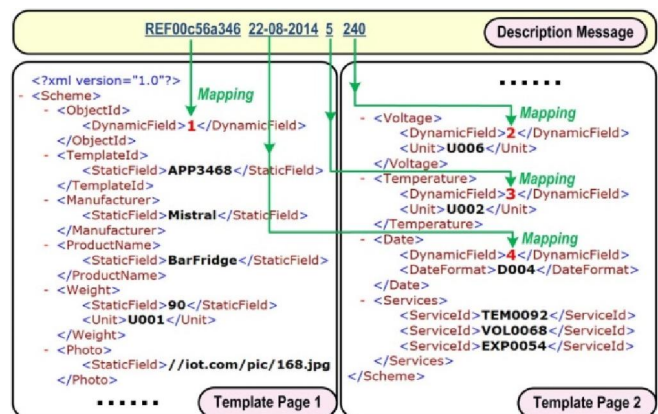 REF00c56a346 22-08-2014 5 240
Description Message
<?xml version="1.0"?>
- <Scheme>
Mapping
- <ObjectId>
<DynamicField>1</DynamicField>
</ObjectId>
- <TemplateId>
<StaticField>APP3468</StaticField>
</TemplateId>
- <Manufacturer>
<StaticField>Mistral</StaticField>
</Manufacturer>
- <ProductName>
<StaticField>BarFridge</StaticField>
</ProductName>
- <Weight>
<StaticField>90</StaticField>
<Unit>U001</Unit>
</Weight>
- <Photo>
<StaticField>//iot.com/pic/168.jpg
</Photo>
......
Template Page 1
......
- <Voltage>
Mapping
<DynamicField>2</DynamicField>
<Unit>U006</Unit>
</Voltage>
- <Temperature>
Mapping
<DynamicField>3</DynamicField>
<Unit>U002</Unit>
</Temperature>
- <Date>
Mapping
<DynamicField>4</DynamicField>
<DateFormat>D004</DateFormat>
</Date>
- <Services>
<ServiceId>TEM0092</ServiceId>
<ServiceId>VOL0068</ServiceId>
<ServiceId>EXP0054</ServiceId>
</Services>
</Scheme>
Template Page 2